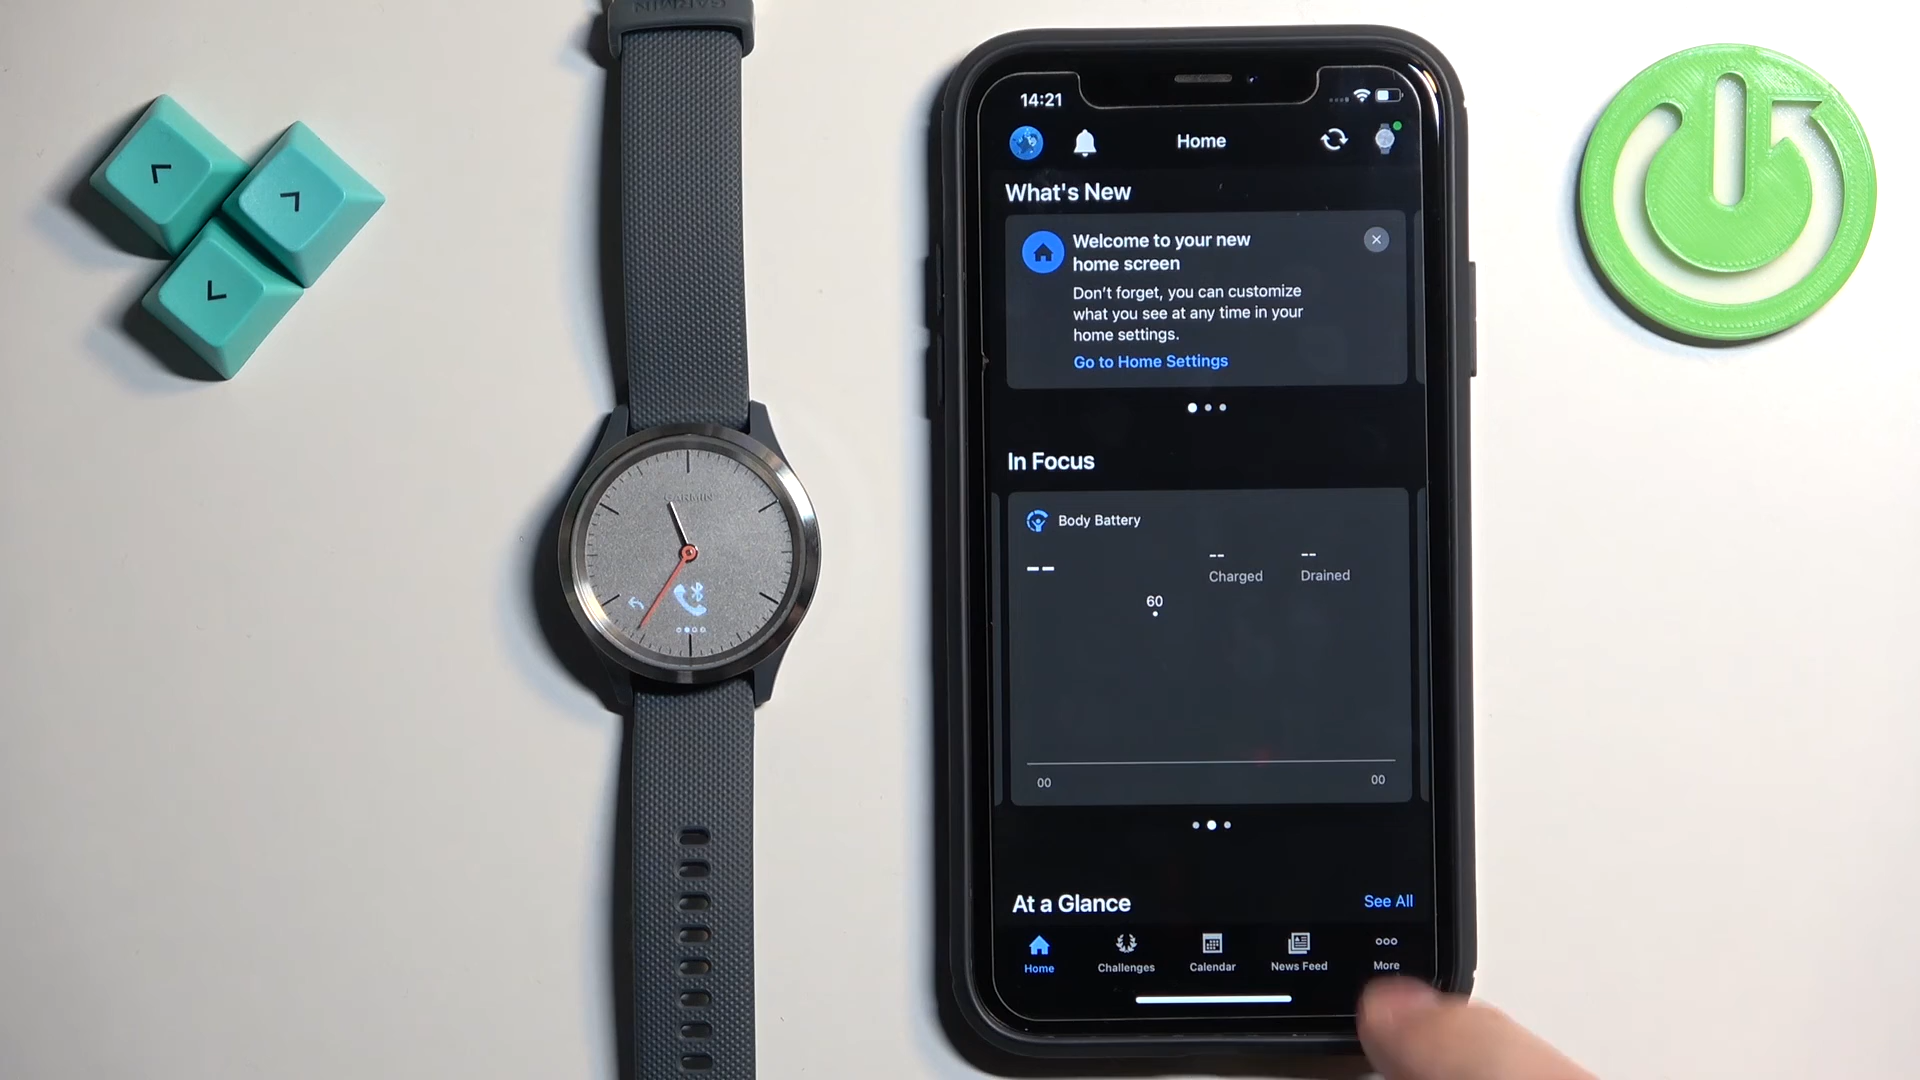 GARMIN
GARMIN
14:21
Home
What's New
Welcome to your new
home screen
Don't forget, you can customize
what you see at any time in your
home settings.
Go to Home Settings
In Focus
Body Battery
-- -- --
Charged Drained
60
00 00
At a Glance See All
Home Challenges Calendar News Feed More